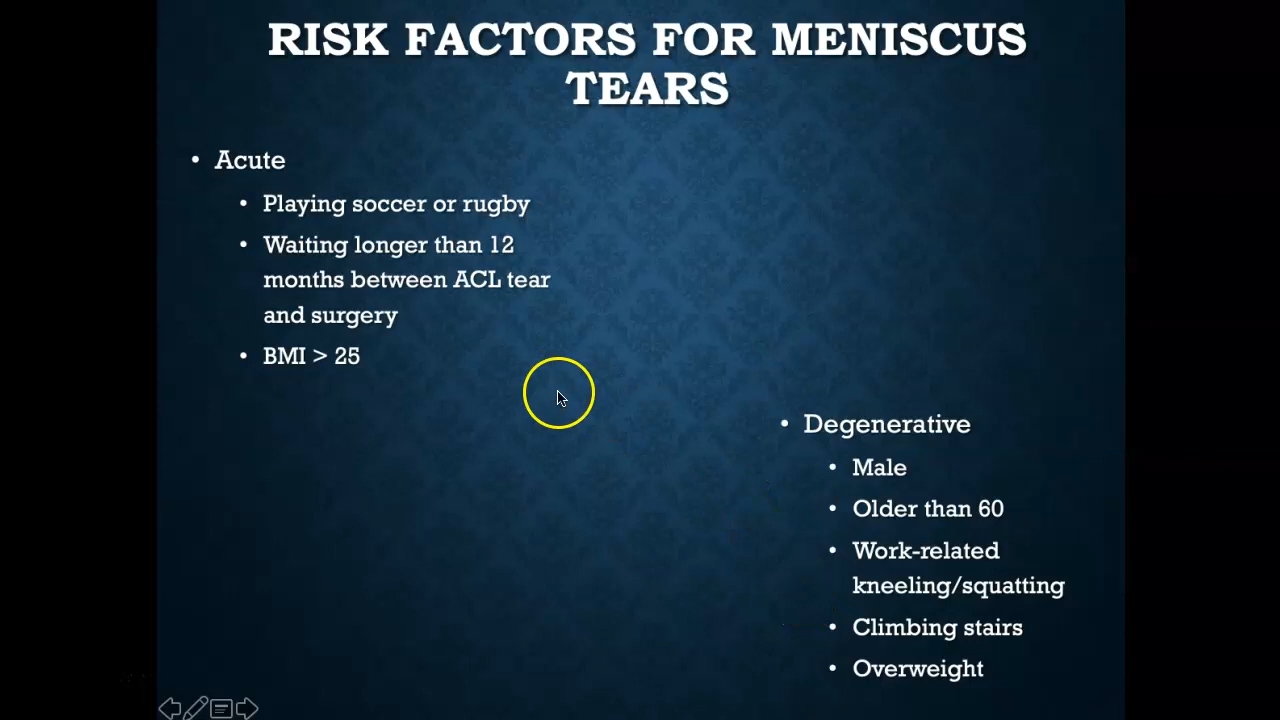 RISK FACTORS FOR MENISCUS
TEARS
• Acute
• Playing soccer or rugby
• Waiting longer than 12
months between ACL tear
and surgery
• BMI > 25
• Degenerative
• Male
• Older than 60
• Work-related
kneeling/squatting
• Climbing stairs
• Overweight